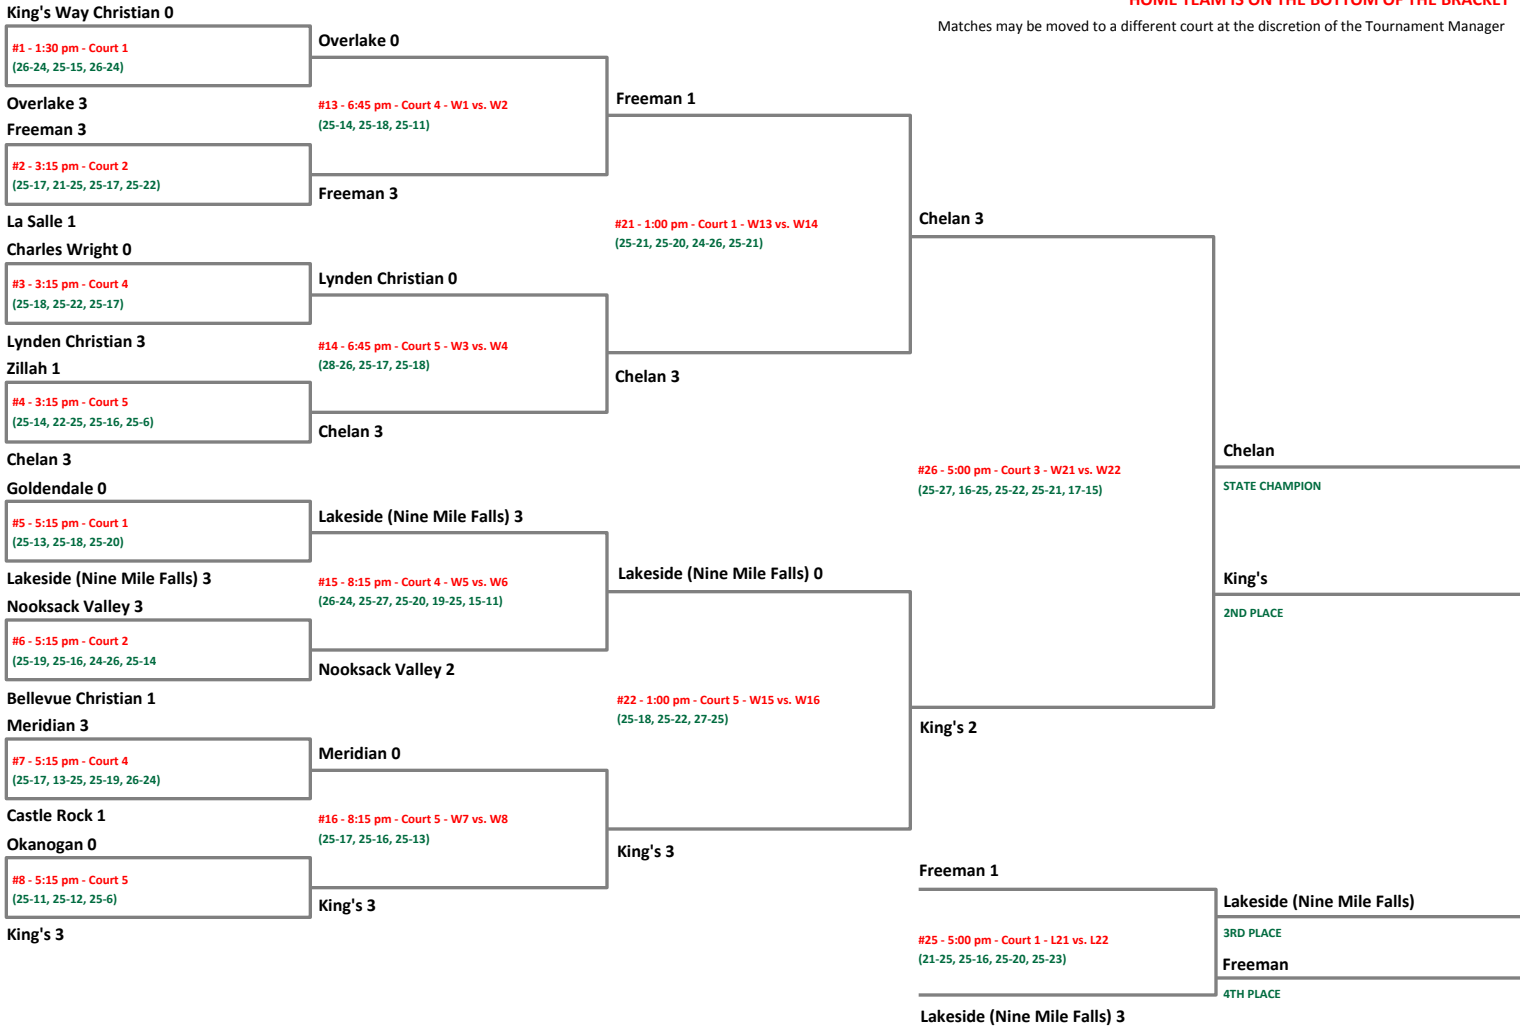 HOME TEAM IS ON THE BOTTOM OF THE BRACKET
Matches may be moved to a different court at the discretion of the Tournament Manager
King's Way Christian 0
#1 - 1:30 pm - Court 1
(26-24, 25-15, 26-24)
Overlake 3
Freeman 3
#2 - 3:15 pm - Court 2
(25-17, 21-25, 25-17, 25-22)
La Salle 1
Charles Wright 0
#3 - 3:15 pm - Court 4
(25-18, 25-22, 25-17)
Lynden Christian 3
Zillah 1
#4 - 3:15 pm - Court 5
(25-14, 22-25, 25-16, 25-6)
Chelan 3
Goldendale 0
#5 - 5:15 pm - Court 1
(25-13, 25-18, 25-20)
Lakeside (Nine Mile Falls) 3
Nooksack Valley 3
#6 - 5:15 pm - Court 2
(25-19, 25-16, 24-26, 25-14
Bellevue Christian 1
Meridian 3
#7 - 5:15 pm - Court 4
(25-17, 13-25, 25-19, 26-24)
Castle Rock 1
Okanogan 0
#8 - 5:15 pm - Court 5
(25-11, 25-12, 25-6)
King's 3
Overlake 0
#13 - 6:45 pm - Court 4 - W1 vs. W2
(25-14, 25-18, 25-11)
Freeman 3
Lynden Christian 0
#14 - 6:45 pm - Court 5 - W3 vs. W4
(28-26, 25-17, 25-18)
Chelan 3
Lakeside (Nine Mile Falls) 3
#15 - 8:15 pm - Court 4 - W5 vs. W6
(26-24, 25-27, 25-20, 19-25, 15-11)
Nooksack Valley 2
Meridian 0
#16 - 8:15 pm - Court 5 - W7 vs. W8
(25-17, 25-16, 25-13)
King's 3
Freeman 1
#21 - 1:00 pm - Court 1 - W13 vs. W14
(25-21, 25-20, 24-26, 25-21)
Chelan 3
Lakeside (Nine Mile Falls) 0
#22 - 1:00 pm - Court 5 - W15 vs. W16
(25-18, 25-22, 27-25)
King's 3
Chelan 3
#26 - 5:00 pm - Court 3 - W21 vs. W22
(25-27, 16-25, 25-22, 25-21, 17-15)
King's 2
Chelan
STATE CHAMPION
King's
2ND PLACE
Freeman 1
#25 - 5:00 pm - Court 1 - L21 vs. L22
(21-25, 25-16, 25-20, 25-23)
Lakeside (Nine Mile Falls) 3
Lakeside (Nine Mile Falls)
3RD PLACE
Freeman
4TH PLACE